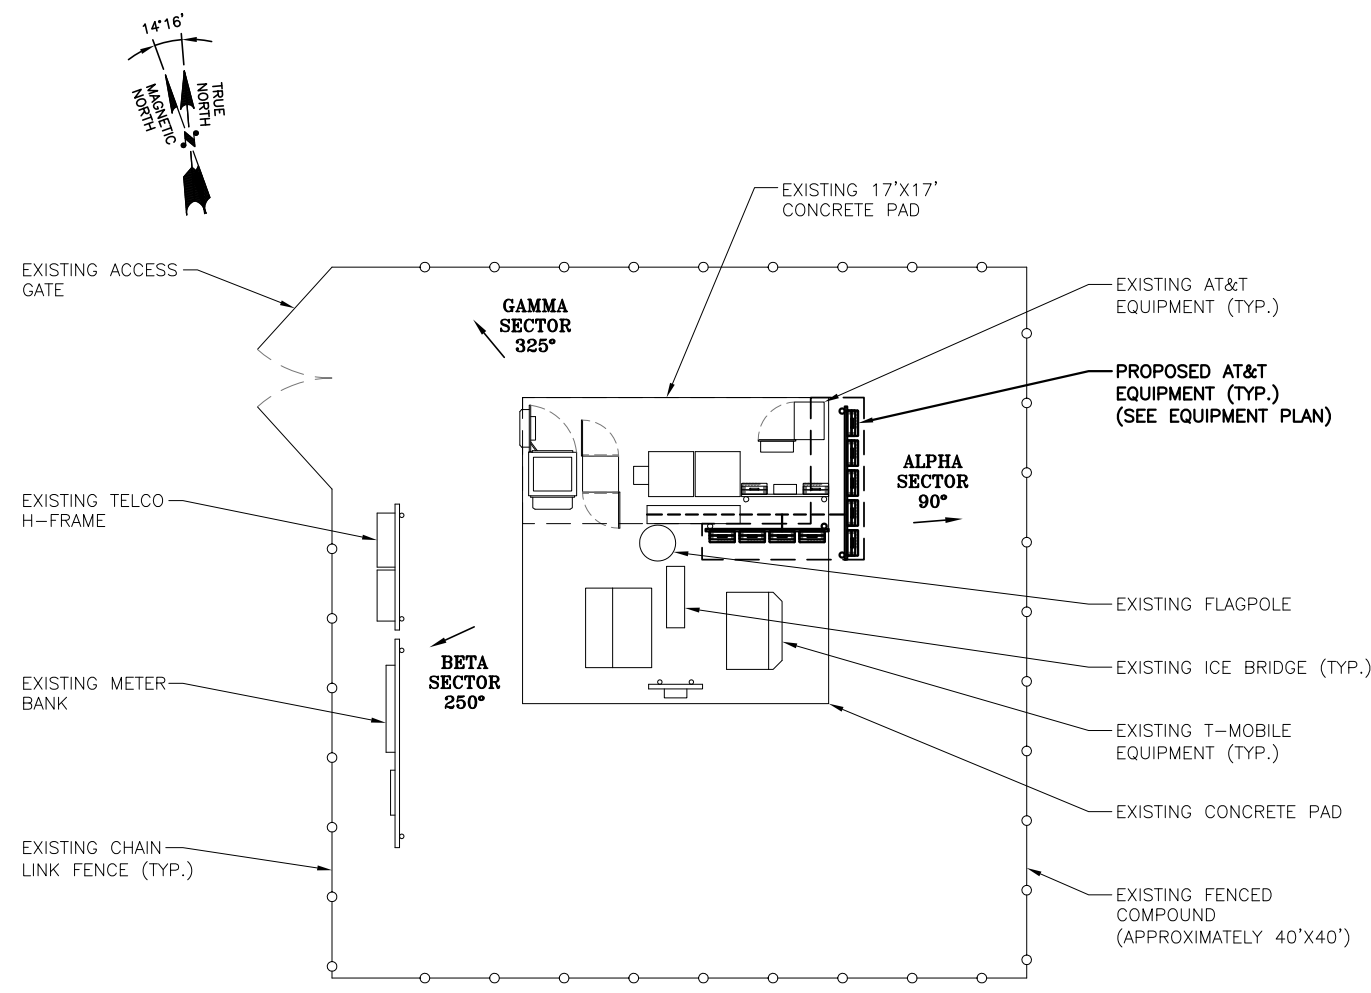 14°16'
TRUE
NORTH
MAGNETIC
NORTH
N
EXISTING 17'X17'
CONCRETE PAD
EXISTING ACCESS
GATE
GAMMA
SECTOR
325°
EXISTING AT&T
EQUIPMENT (TYP.)
PROPOSED AT&T
EQUIPMENT (TYP.)
(SEE EQUIPMENT PLAN)
ALPHA
SECTOR
90°
EXISTING TELCO
H-FRAME
EXISTING FLAGPOLE
BETA
SECTOR
250°
EXISTING ICE BRIDGE (TYP.)
EXISTING METER
BANK
EXISTING T-MOBILE
EQUIPMENT (TYP.)
EXISTING CONCRETE PAD
EXISTING CHAIN
LINK FENCE (TYP.)
EXISTING FENCED
COMPOUND
(APPROXIMATELY 40'X40')